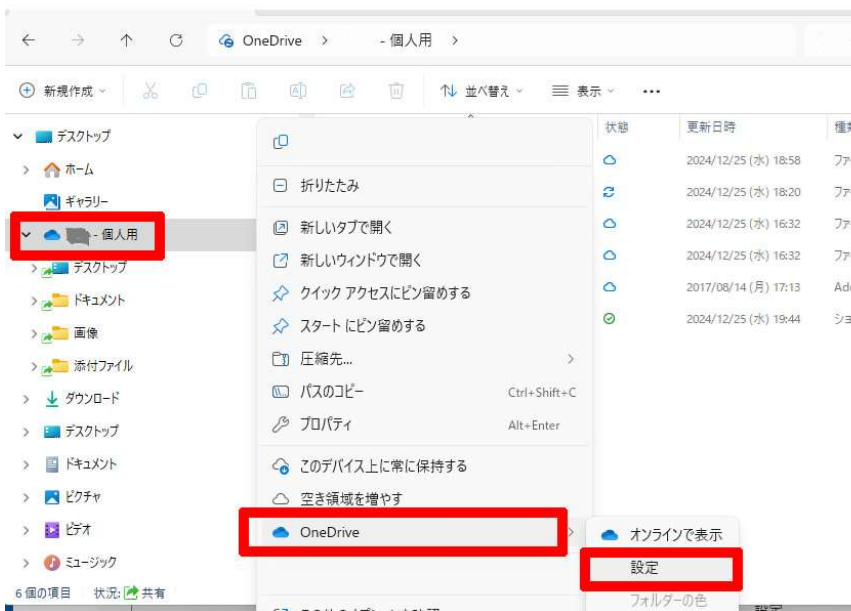 OneDrive > - 個人用 >
新規作成
並べ替え
表示
...
デスクトップ
ホーム
ギャラリー
- 個人用
デスクトップ
ドキュメント
画像
添付ファイル
ダウンロード
デスクトップ
ドキュメント
ピクチャ
ビデオ
ミュージック
6 個の項目 状況: 共有
折りたたみ
新しいタブで開く
新しいウィンドウで開く
クイック アクセスにピン留めする
スタート にピン留めする
圧縮先...
パスのコピー Ctrl+Shift+C
プロパティ Alt+Enter
このデバイス上に常に保持する
空き領域を増やす
OneDrive
オンラインで表示
設定
フォルダーの色
状態 更新日時
2024/12/25 (水) 18:58 ファ
2024/12/25 (水) 18:20 ファ
2024/12/25 (水) 16:32 ファ
2024/12/25 (水) 16:32 ファ
2017/08/14 (月) 17:13 Ad
2024/12/25 (水) 19:44 ショ